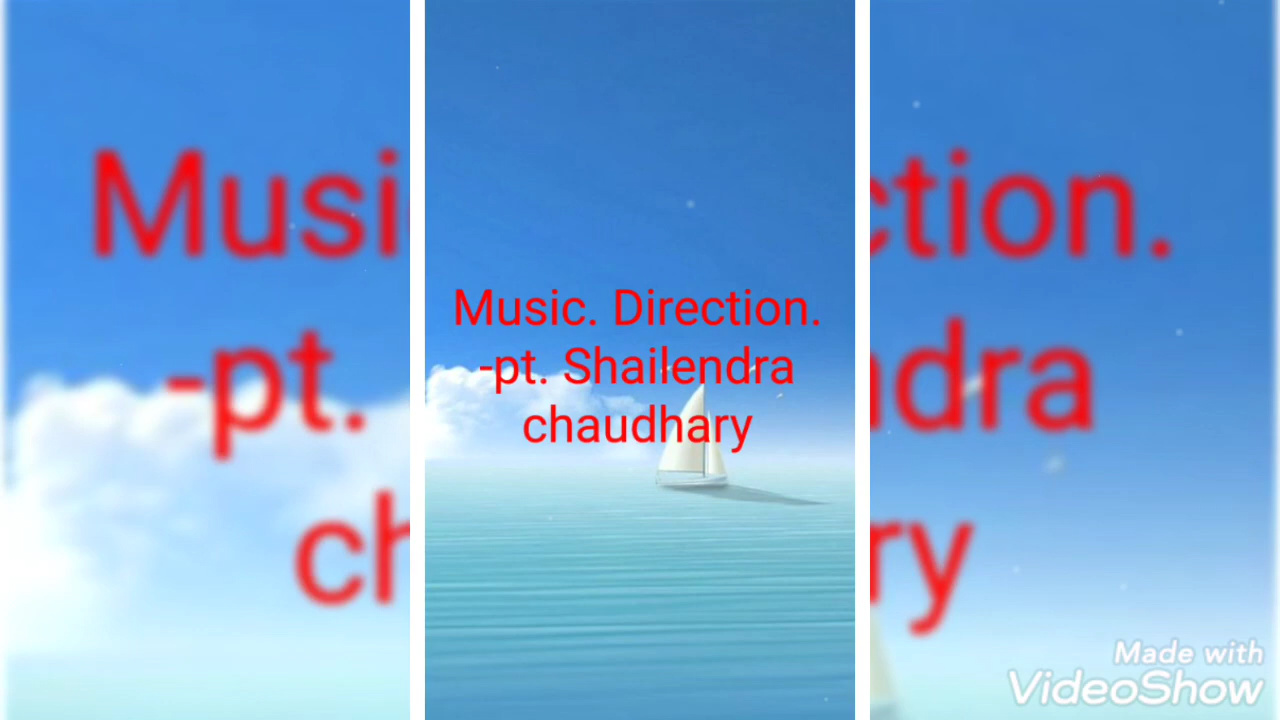 Music. Direction.
-pt. Shailendra
chaudhary
Made with
VideoShow